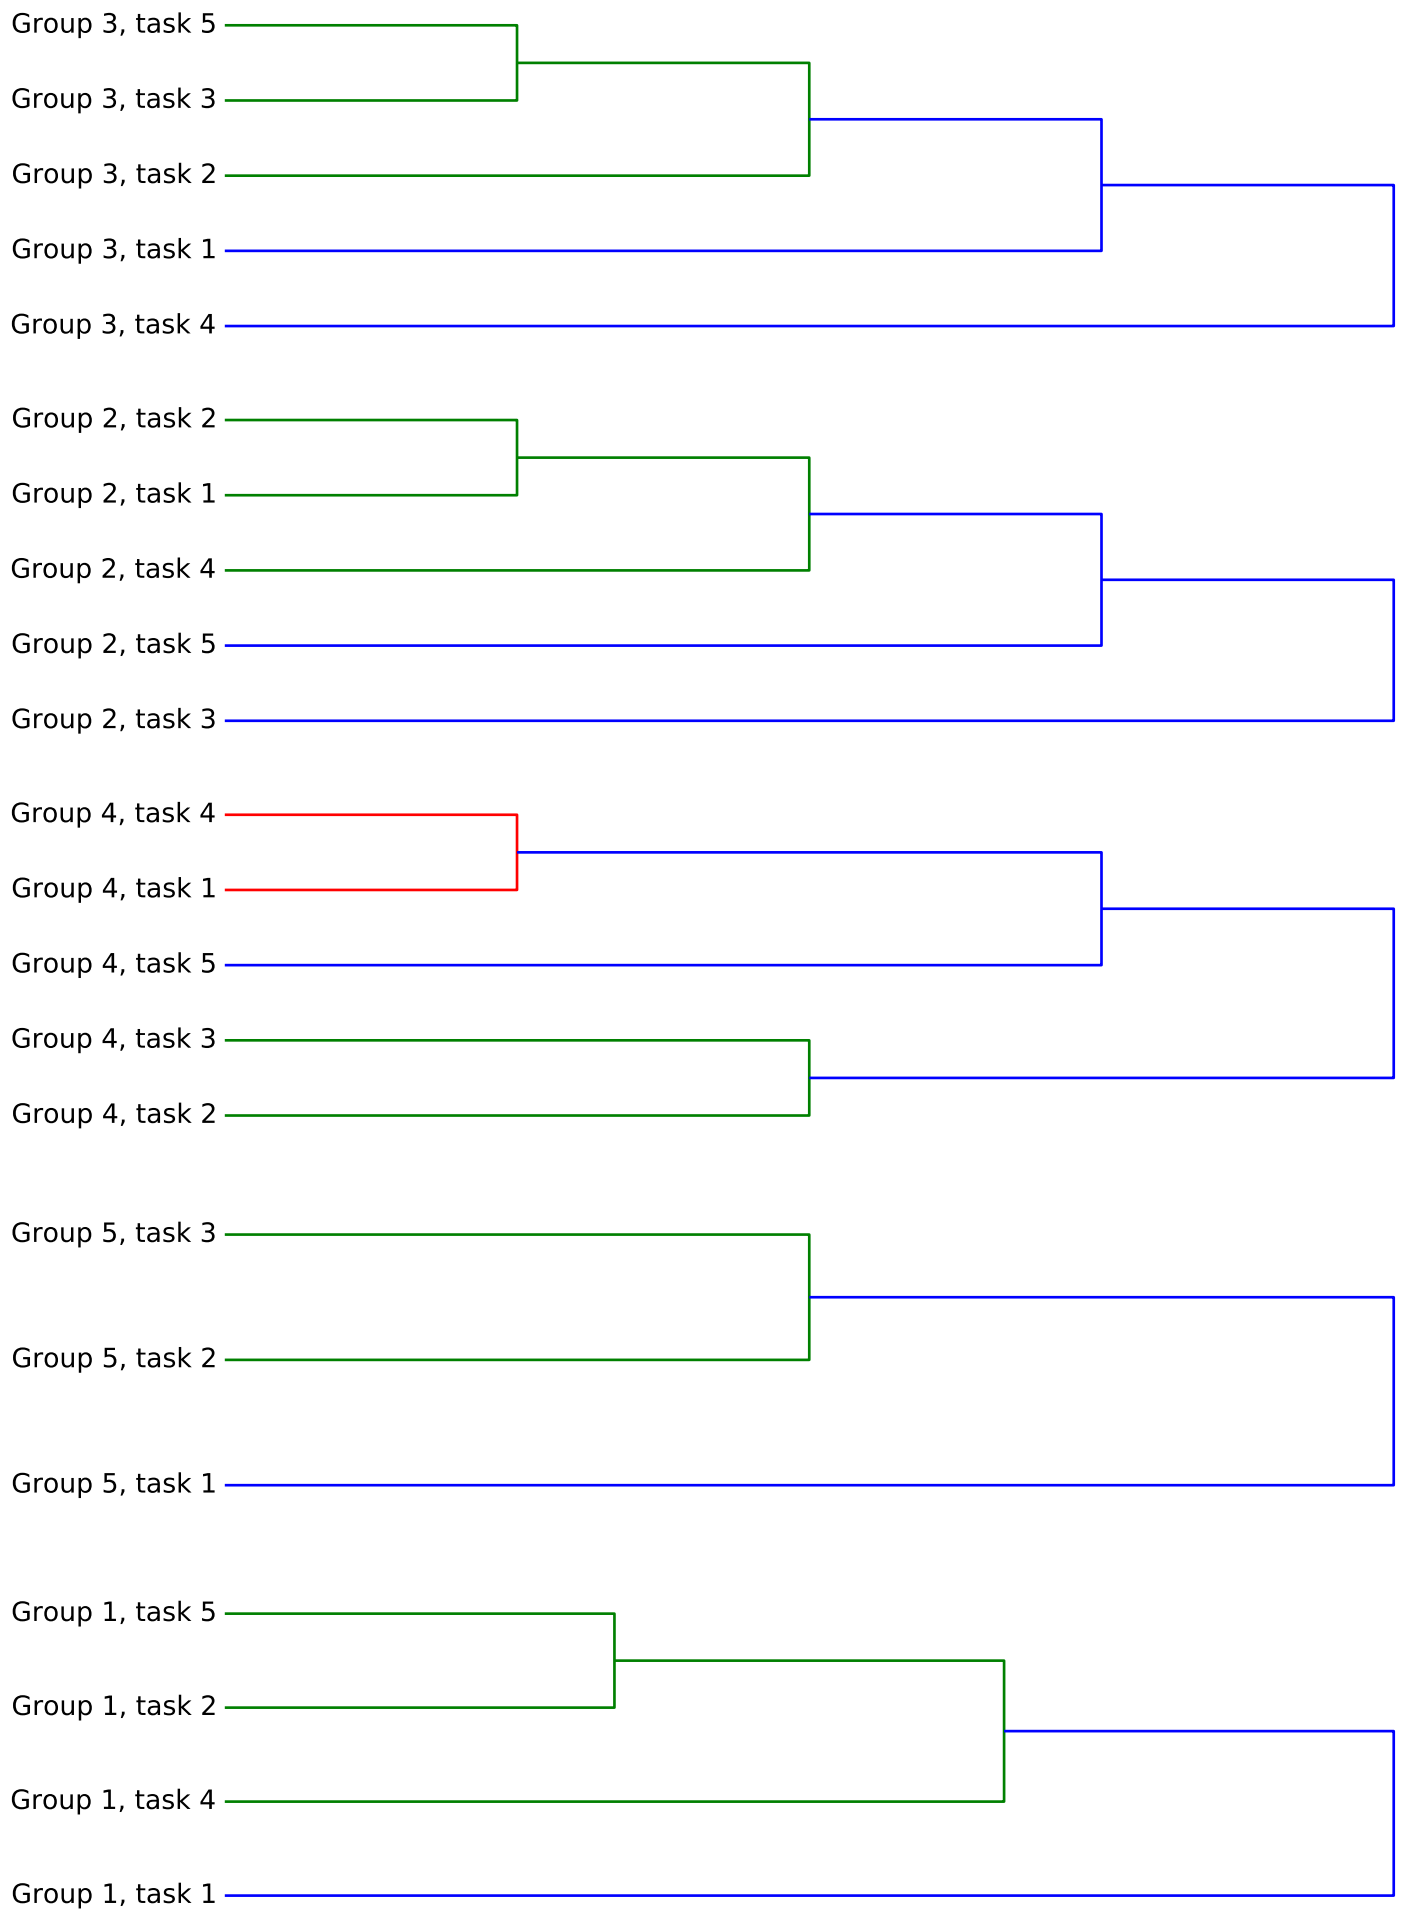 Group 3, task 5
Group 3, task 3
Group 3, task 2
Group 3, task 1
Group 3, task 4
Group 2, task 2
Group 2, task 1
Group 2, task 4
Group 2, task 5
Group 2, task 3
Group 4, task 4
Group 4, task 1
Group 4, task 5
Group 4, task 3
Group 4, task 2
Group 5, task 3
Group 5, task 2
Group 5, task 1
Group 1, task 5
Group 1, task 2
Group 1, task 4
Group 1, task 1